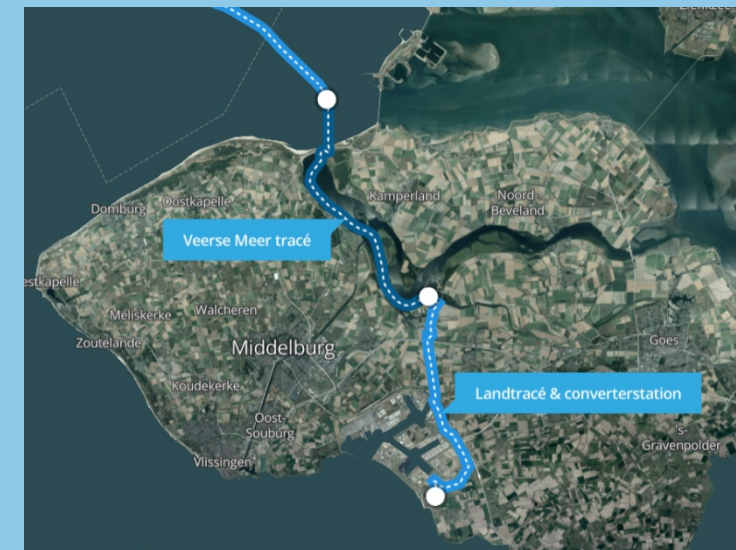 Domburg
Oostkapelle
Kamperland
Noord
Beveland
Veerse Meer tracé
Meliskerke
Walcheren
Zoutelande
Middelburg
Goes
Koudekerke
Landtracé & converterstation
Oost-
Souburg
's-
Gravenpolder
Vlissingen